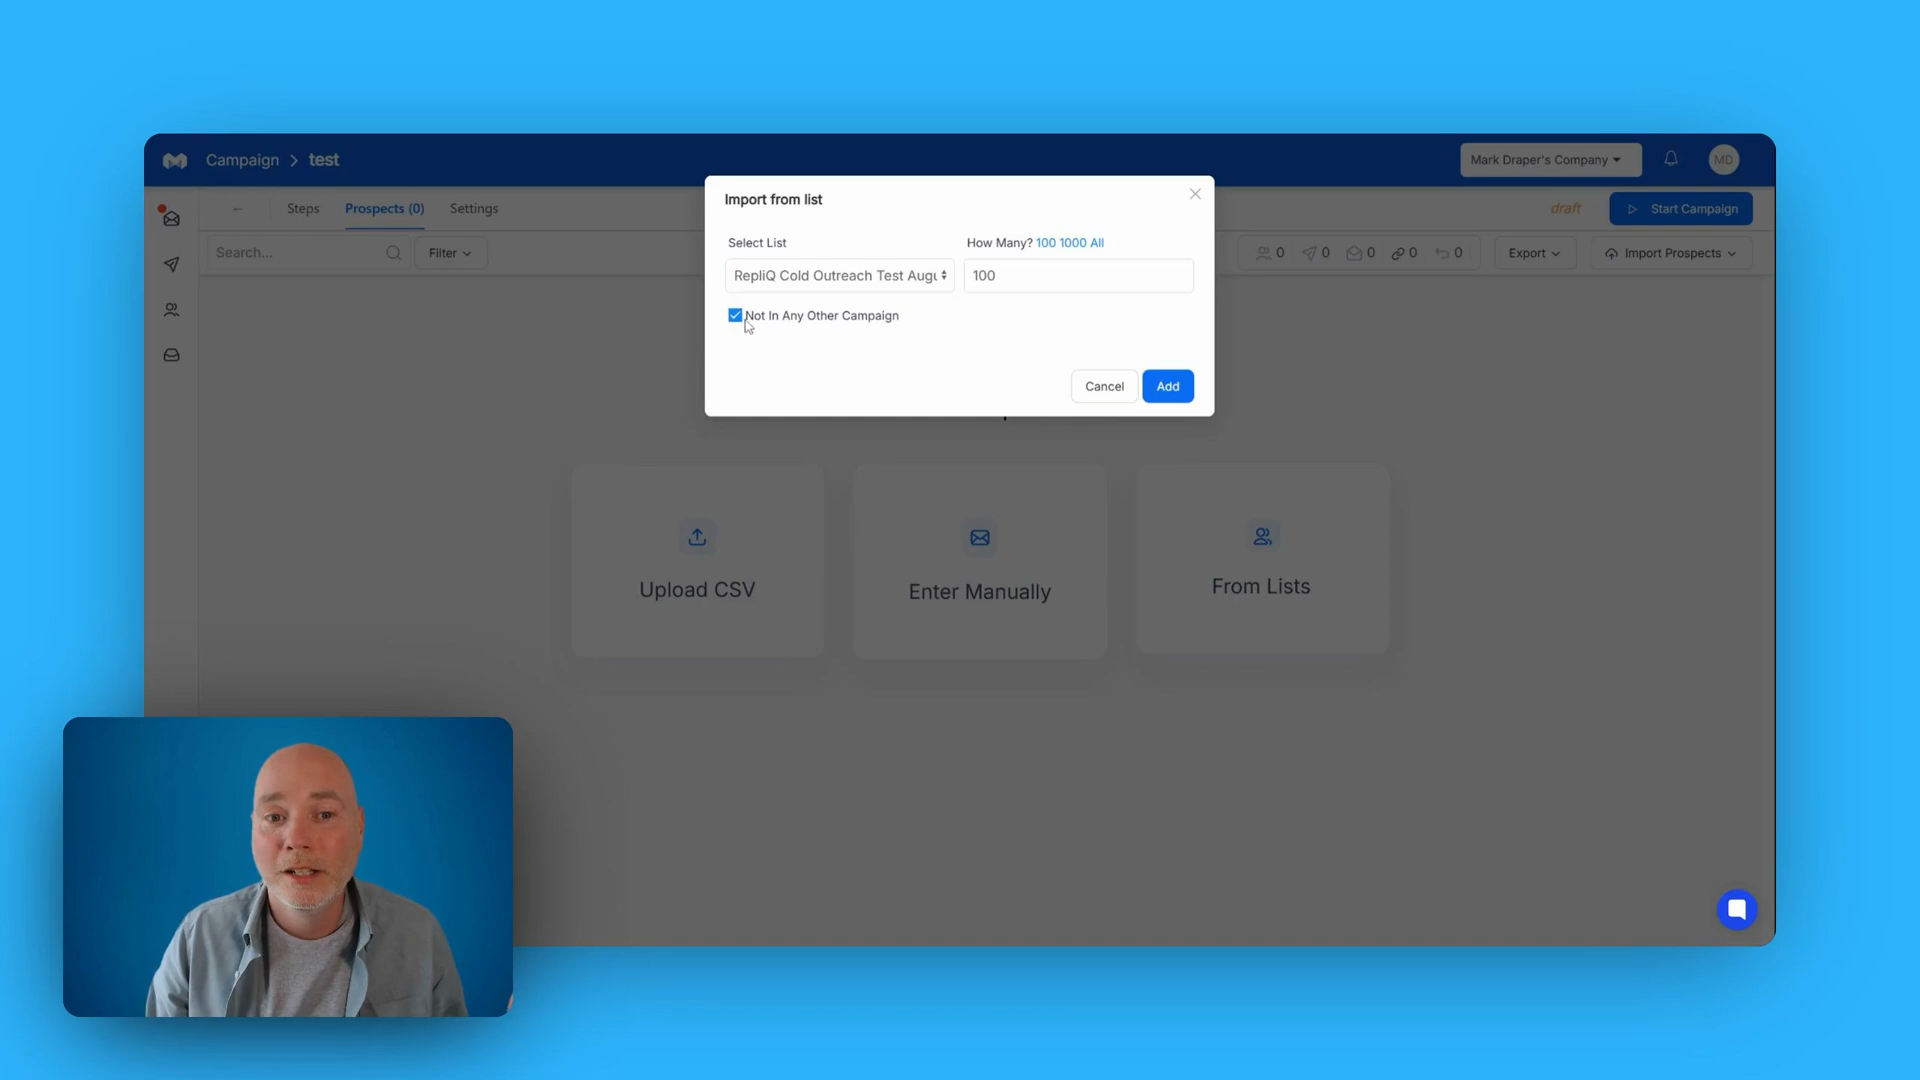 Campaign > test
Mark Draper's Company
MD
Steps
Prospects (0)
Settings
draft
Start Campaign
Search...
Filter
0
0
0
0
0
Export
Import Prospects
Import from list
Select List
How Many? 100 1000 All
RepliQ Cold Outreach Test Augu
100
Not In Any Other Campaign
Cancel
Add
Upload CSV
Enter Manually
From Lists